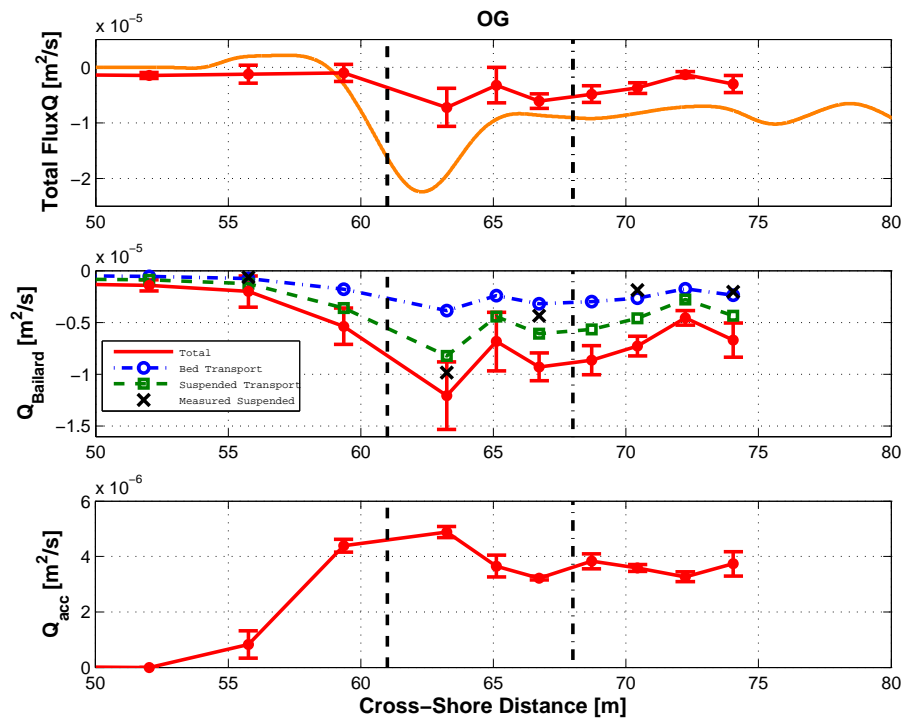 OG
x 10⁻⁵
Total FluxQ [m²/s]
0
−1
−2
50 55 60 65 70 75 80
x 10⁻⁵
Q_Bailard [m²/s]
0
−0.5
−1
−1.5
Total
Bed Transport
Suspended Transport
Measured Suspended
50 55 60 65 70 75 80
x 10⁻⁶
Q_acc [m²/s]
6
4
2
0
50 55 60 65 70 75 80
Cross−Shore Distance [m]